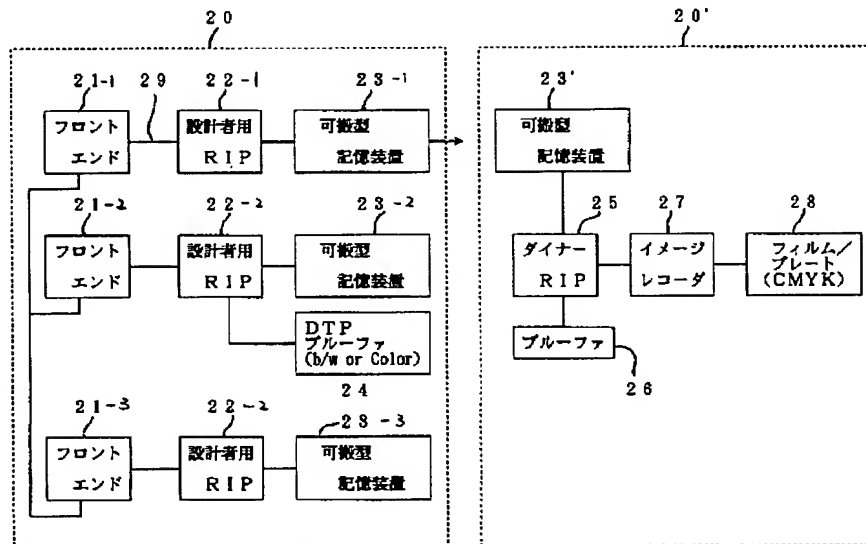 20
20'
21-1
29
22-1
23-1
23'
フロント
エンド
設計者用
RIP
可搬型
記憶装置
可搬型
記憶装置
21-2
22-2
23-2
25
27
28
フロント
エンド
設計者用
RIP
可搬型
記憶装置
ダイナー
RIP
イメージ
レコーダ
フィルム/
プレート
(CMYK)
DTP
プルーファ
(b/w or Color)
プルーファ
24
26
21-3
22-2
23-3
フロント
エンド
設計者用
RIP
可搬型
記憶装置